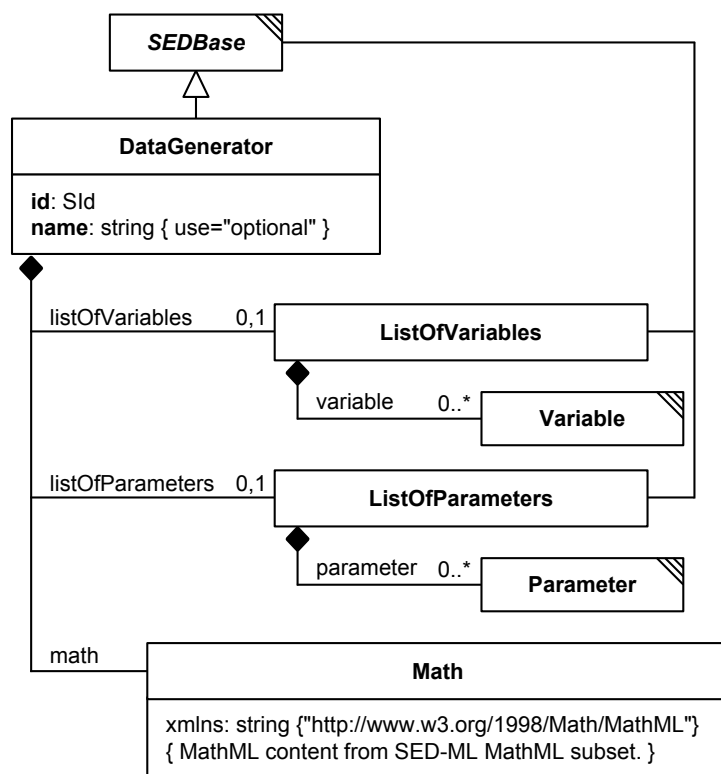 SEDBase
DataGenerator
id: SId
name: string { use="optional" }
listOfVariables 0,1
ListOfVariables
variable 0..*
Variable
listOfParameters 0,1
ListOfParameters
parameter 0..*
Parameter
math
Math
xmlns: string {"http://www.w3.org/1998/Math/MathML"}
{ MathML content from SED-ML MathML subset. }